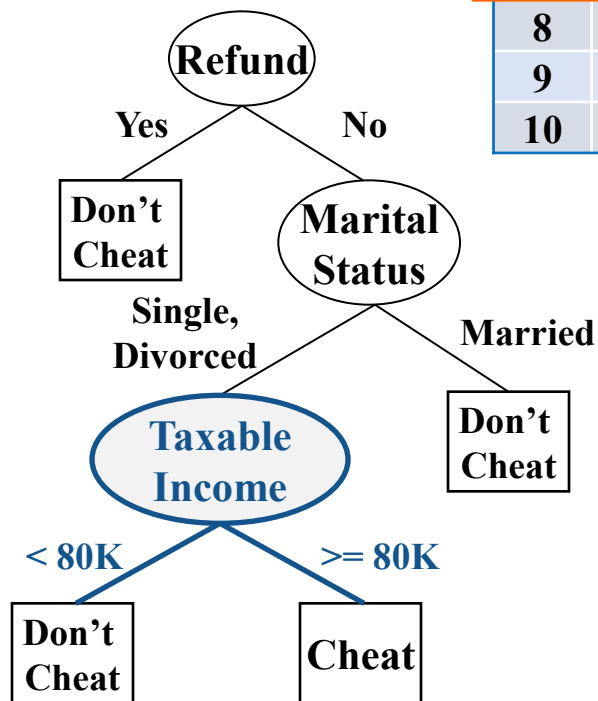 8
9
10
Refund
Yes
No
Don't
Cheat
Marital
Status
Single,
Divorced
Married
Taxable
Income
Don't
Cheat
< 80K
>= 80K
Don't
Cheat
Cheat